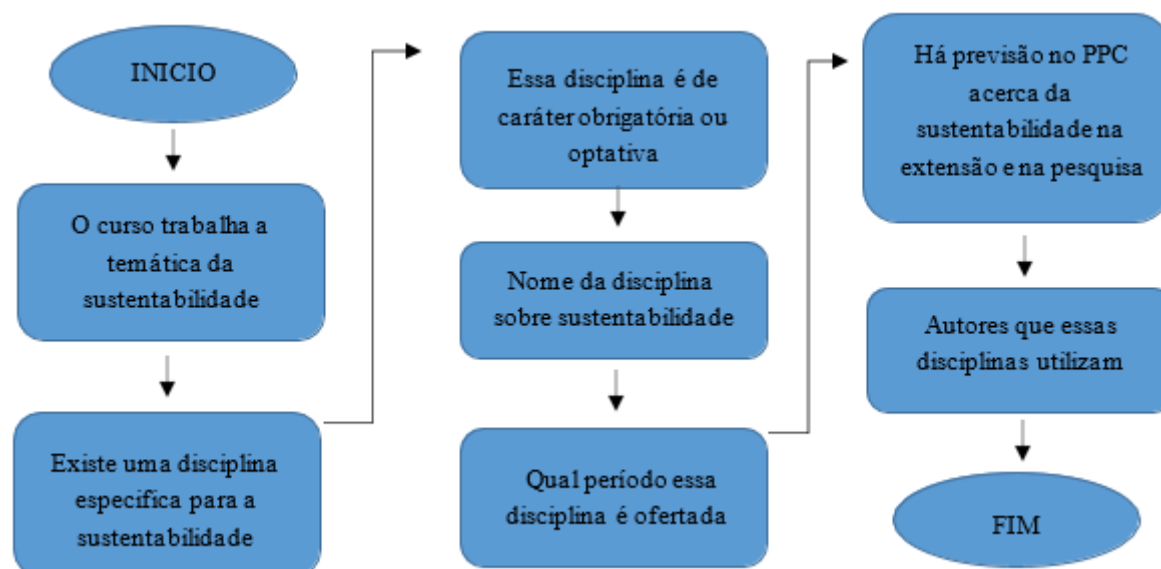 INICIO
O curso trabalha a
temática da
sustentabilidade
Existe uma disciplina
especifica para a
sustentabilidade
Essa disciplina é de
caráter obrigatória ou
optativa
Nome da disciplina
sobre sustentabilidade
Qual período essa
disciplina é ofertada
Há previsão no PPC
acerca da
sustentabilidade na
extensão e na pesquisa
Autores que essas
disciplinas utilizam
FIM